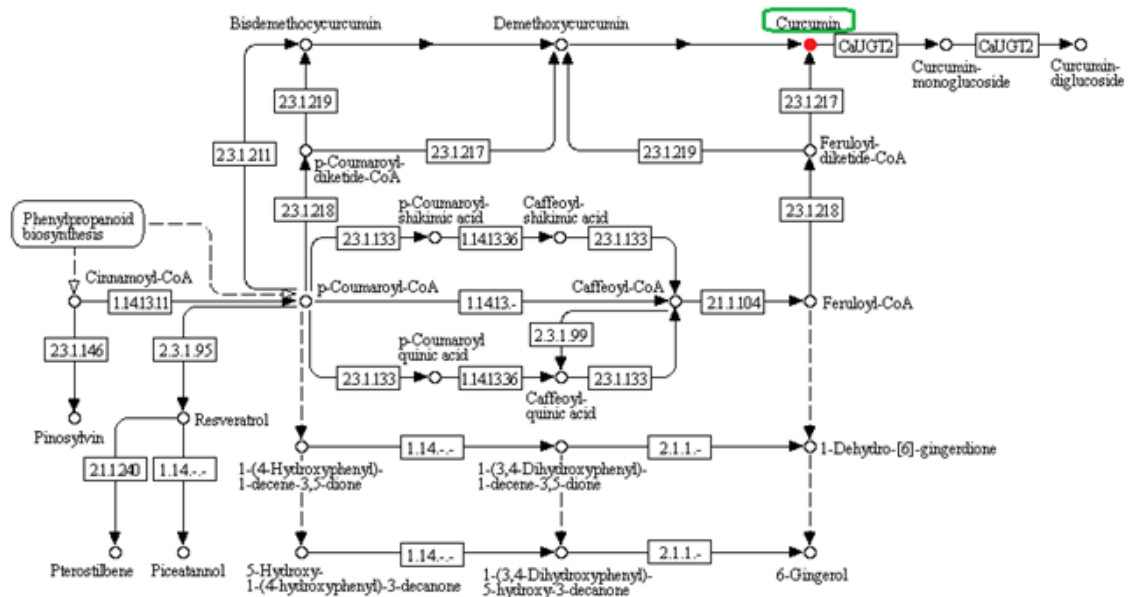 Bisdemethocycurcumin
Demethoxycurcumin
Curcumin
CaUGT2
CaUGT2
Curcumin-
monoglucoside
Curcumin-
diglucoside
2.3.1.219
2.3.1.217
2.3.1.211
p-Coumaroyl-
diketide-CoA
2.3.1.217
2.3.1.219
Feruloyl-
diketide-CoA
2.3.1.218
p-Coumaroyl-
shikimic acid
Caffeoyl-
shikimic acid
2.3.1.218
Phenylpropanoid
biosynthesis
2.3.1.133
1.14.13.36
2.3.1.133
Cinnamoyl-CoA
p-Coumaroyl-CoA
Caffeoyl-CoA
1.14.13.11
1.14.13.-
2.1.1.104
Feruloyl-CoA
2.3.1.146
2.3.1.95
2.3.1.99
p-Coumaroyl
quinic acid
2.3.1.133
1.14.13.36
2.3.1.133
Caffeoyl-
quinic acid
Pinosylvin
Resveratrol
1.14.-.-
2.1.1.-
1-Dehydro-[6]-gingerdione
2.1.1.240
1.14.-.-
1-(4-Hydroxyphenyl)-
1-decene-3,5-dione
1-(3,4-Dihydroxyphenyl)-
1-decene-3,5-dione
1.14.-.-
2.1.1.-
Pterostilbene
Piceatannol
5-Hydroxy-
1-(4-hydroxyphenyl)-3-decanone
1-(3,4-Dihydroxyphenyl)-
5-hydroxy-3-decanone
6-Gingerol